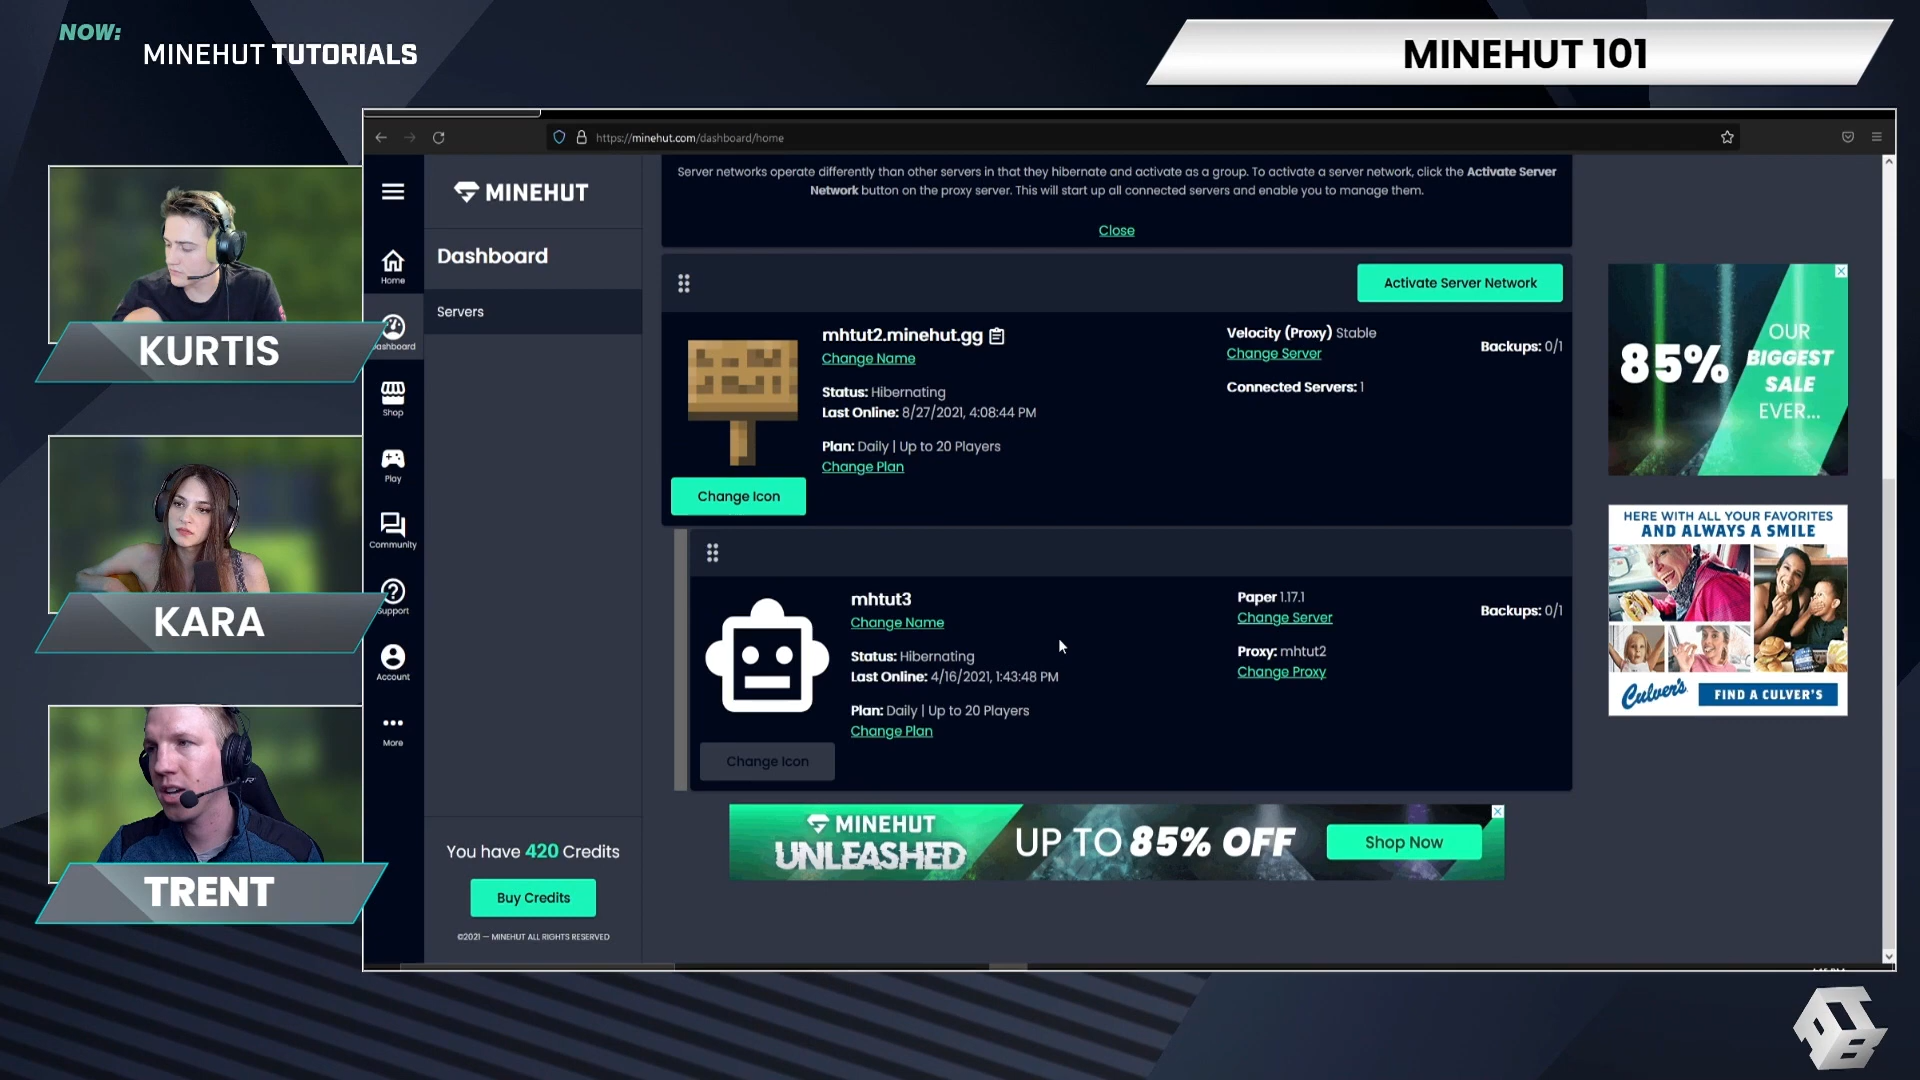 NOW:
MINEHUT TUTORIALS
MINEHUT 101
https://minehut.com/dashboard/home
KURTIS
KARA
TRENT
Home
Dashboard
Shop
Play
Community
Support
Account
More
MINEHUT
Dashboard
Servers
You have 420 Credits
Buy Credits
©2021 — MINEHUT ALL RIGHTS RESERVED
Server networks operate differently than other servers in that they hibernate and activate as a group. To activate a server network, click the Activate Server
Network button on the proxy server. This will start up all connected servers and enable you to manage them.
Close
Activate Server Network
mhtut2.minehut.gg
Change Name
Status: Hibernating
Last Online: 8/27/2021, 4:08:44 PM
Plan: Daily | Up to 20 Players
Change Plan
Change Icon
Velocity (Proxy) Stable
Change Server
Connected Servers: 1
Backups: 0/1
mhtut3
Change Name
Status: Hibernating
Last Online: 4/16/2021, 1:43:48 PM
Plan: Daily | Up to 20 Players
Change Plan
Change Icon
Paper 1.17.1
Change Server
Proxy: mhtut2
Change Proxy
Backups: 0/1
MINEHUT
UNLEASHED
UP TO 85% OFF
Shop Now
85%
OUR
BIGGEST
SALE
EVER...
HERE WITH ALL YOUR FAVORITES
AND ALWAYS A SMILE
Culver's
FIND A CULVER'S